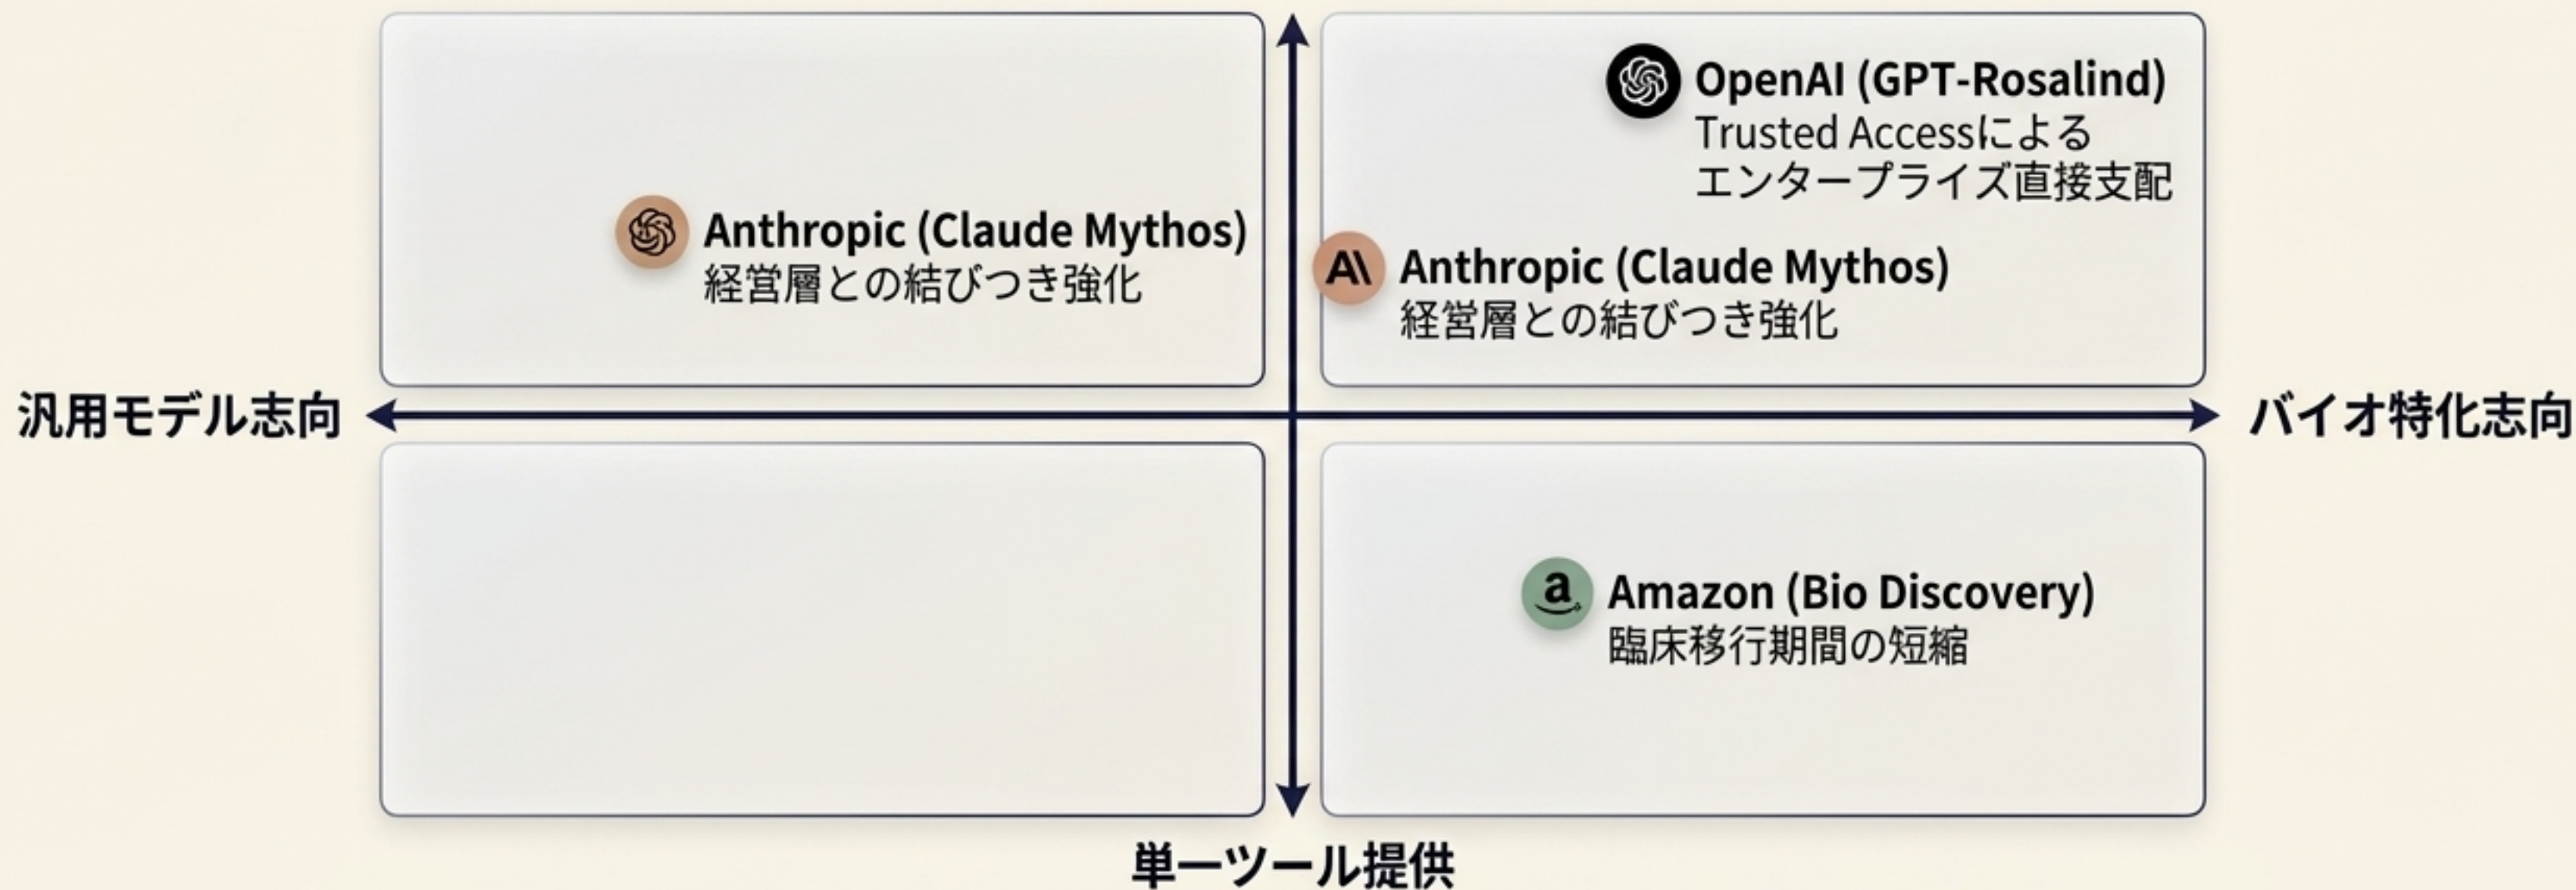 OpenAI (GPT-Rosalind)
Trusted Accessによる
エンタープライズ直接支配
Anthropic (Claude Mythos)
経営層との結びつき強化
Anthropic (Claude Mythos)
経営層との結びつき強化
汎用モデル志向
バイオ特化志向
Amazon (Bio Discovery)
臨床移行期間の短縮
単一ツール提供